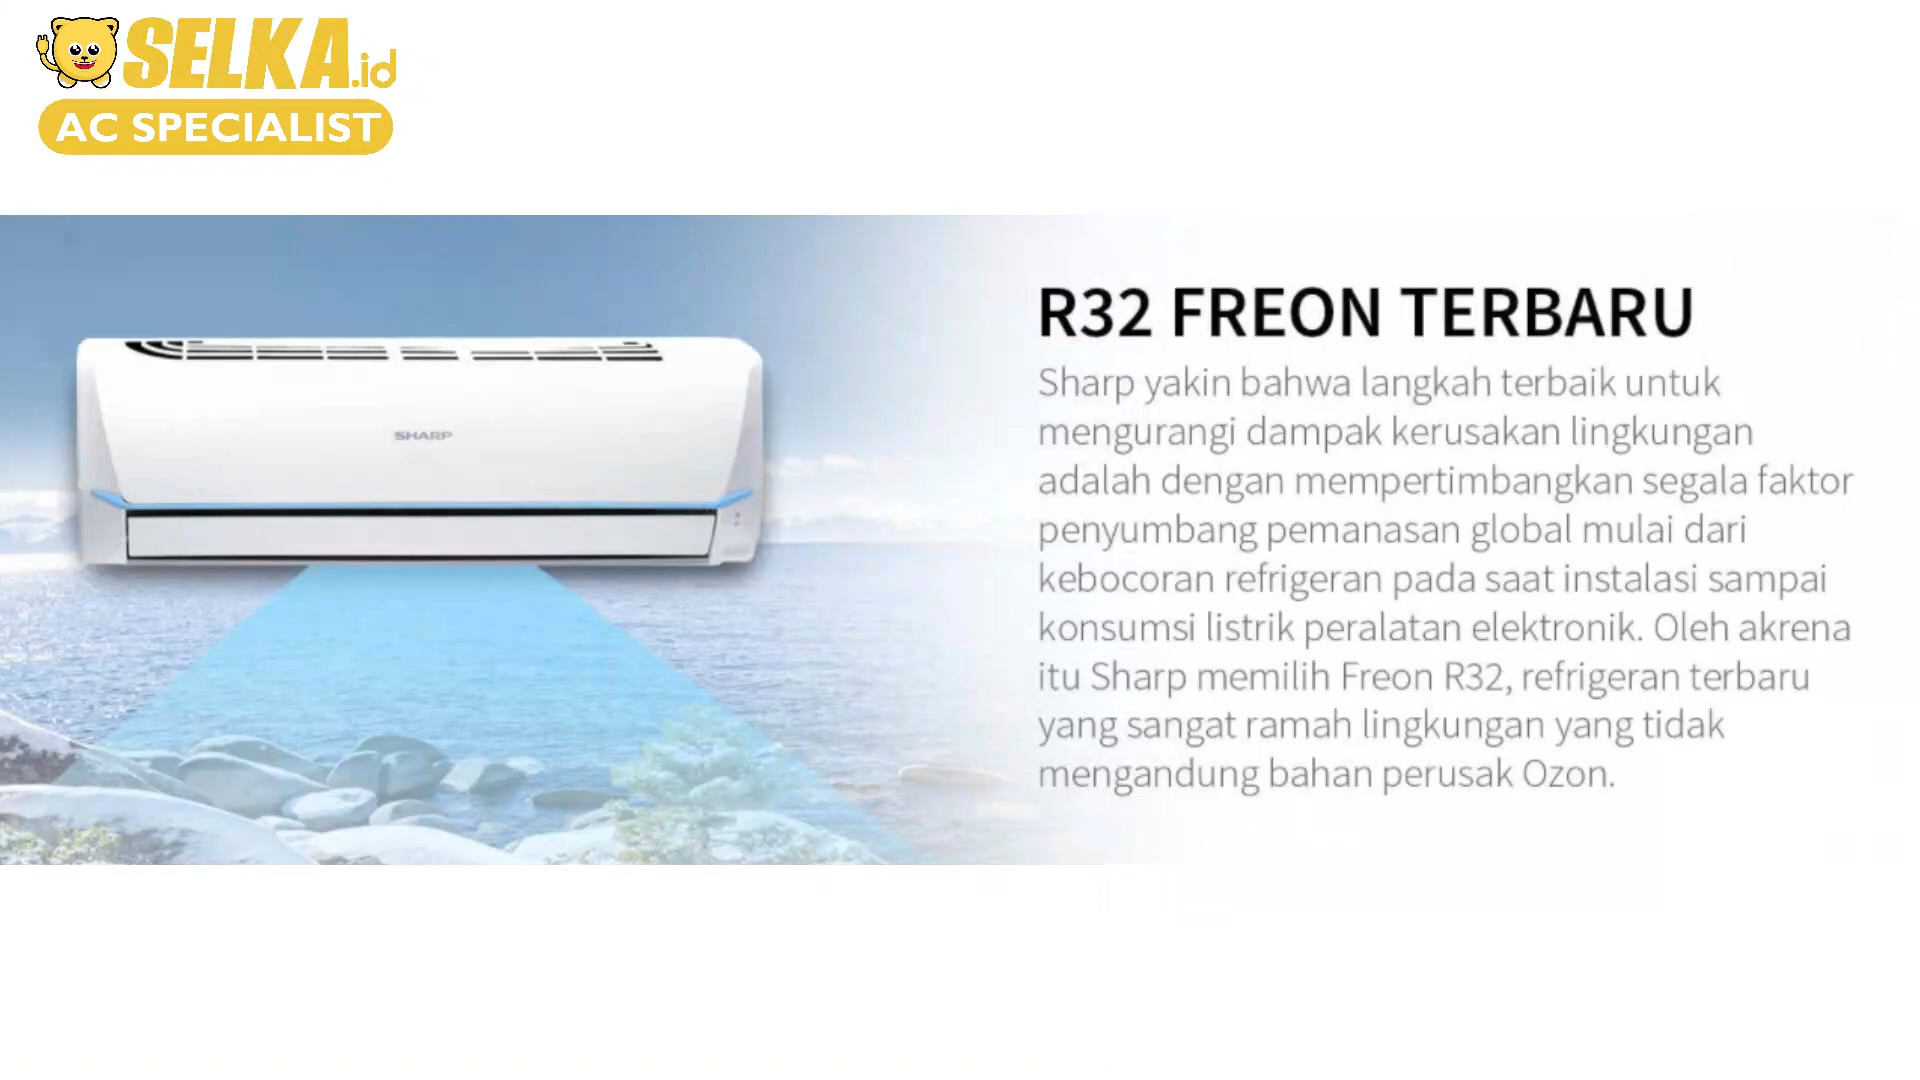 SELKA.id
AC SPECIALIST
SHARP
R32 FREON TERBARU
Sharp yakin bahwa langkah terbaik untuk
mengurangi dampak kerusakan lingkungan
adalah dengan mempertimbangkan segala faktor
penyumbang pemanasan global mulai dari
kebocoran refrigeran pada saat instalasi sampai
konsumsi listrik peralatan elektronik. Oleh akrena
itu Sharp memilih Freon R32, refrigeran terbaru
yang sangat ramah lingkungan yang tidak
mengandung bahan perusak Ozon.